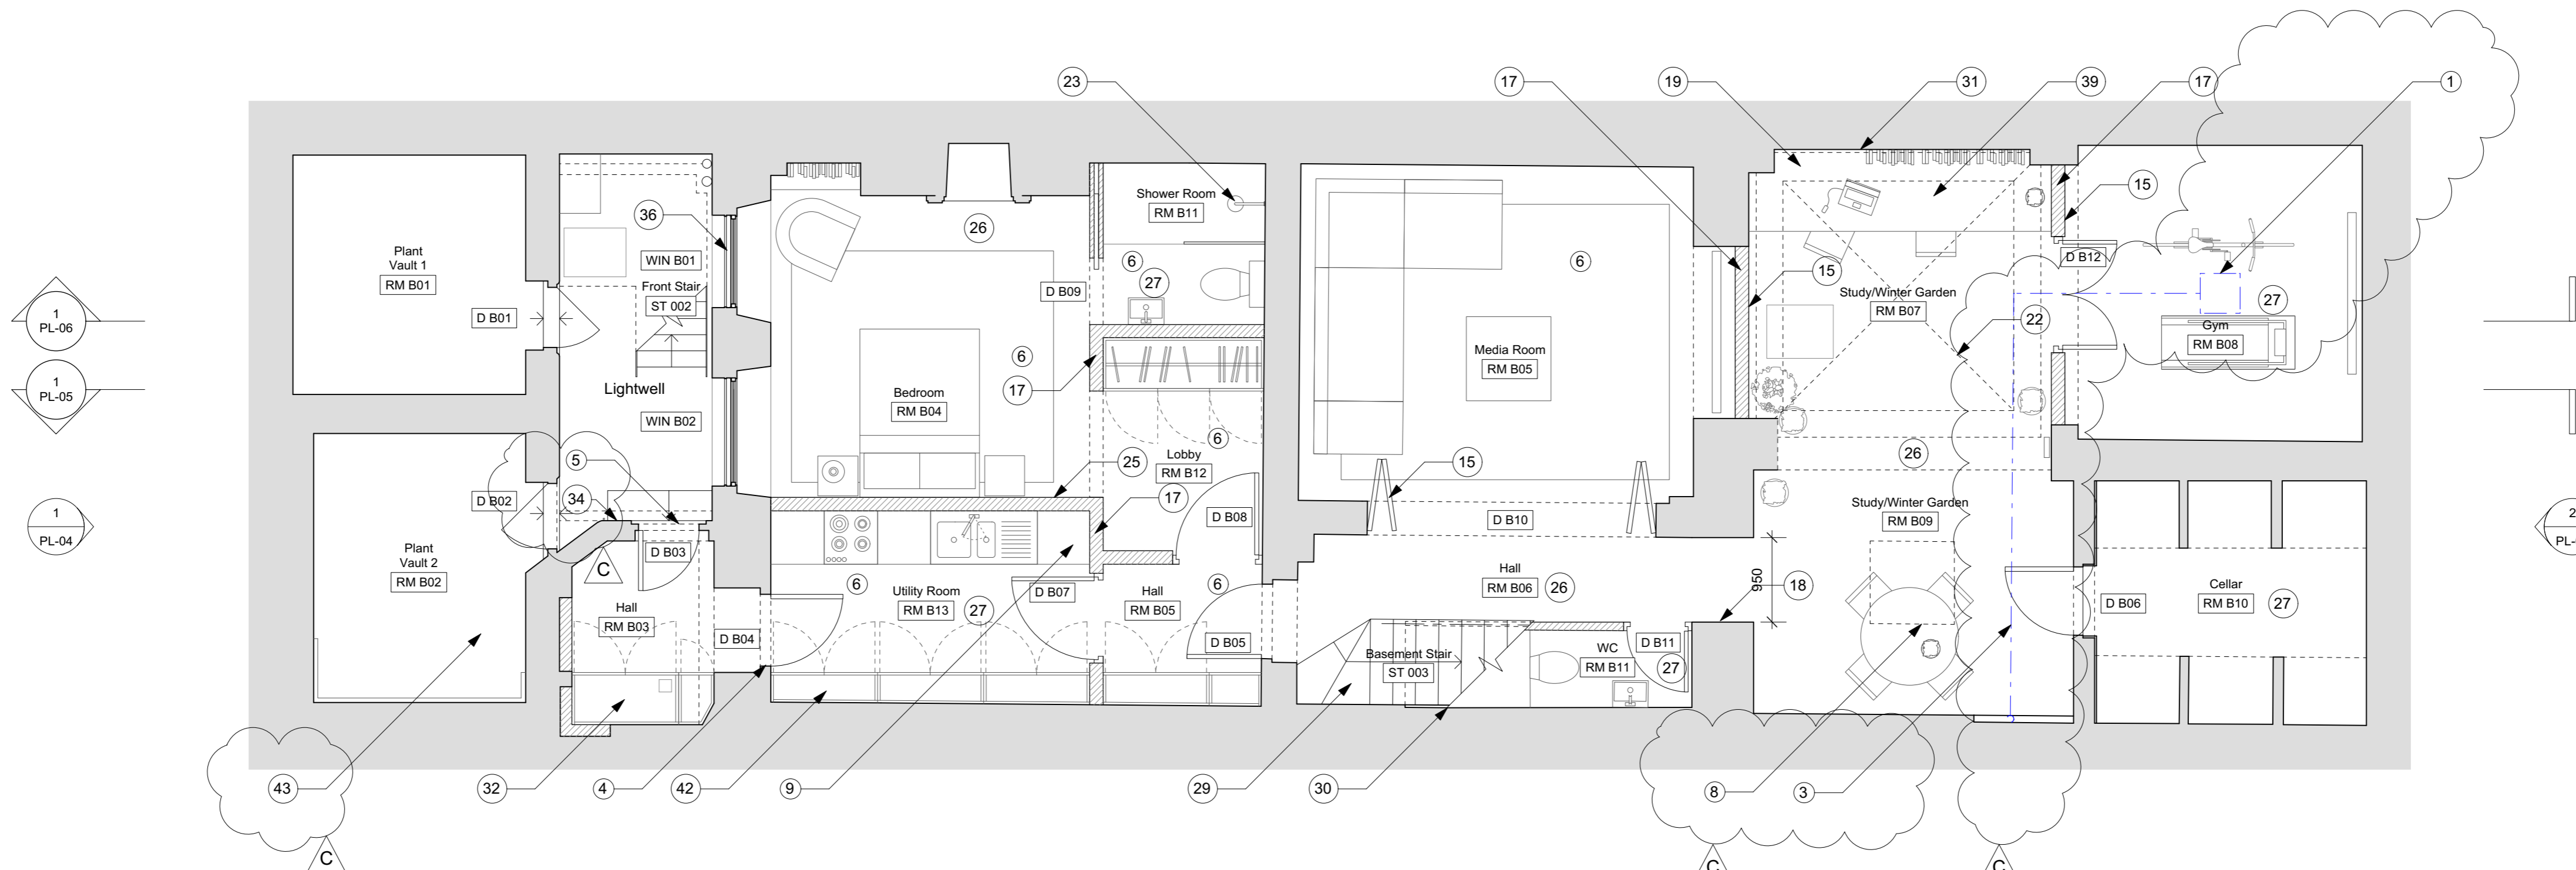 23
17
19
31
39
17
1
36
26
Shower Room
RM B11
15
Plant
Vault 1
RM B01
WIN B01
Front Stair
ST 002
6
27
D B09
6
15
Study/Winter Garden
RM B07
D B12
27
1
PL-06
D B01
6
Media Room
RM B05
22
Gym
RM B08
1
PL-05
Lightwell
Bedroom
RM B04
17
WIN B02
6
5
25
Lobby
RM B12
15
26
D B02
34
17
1
PL-04
D B08
D B10
Study/Winter Garden
RM B09
2
PL-
Plant
Vault 2
RM B02
D B03
C
6
Utility Room
RM B13
27
D B07
Hall
RM B05
6
Hall
RM B06
26
950
18
Cellar
RM B10
27
D B06
Hall
RM B03
D B04
D B05
Basement Stair
ST 003
WC
RM B11
D B11
27
43
32
4
42
9
29
30
8
3
C
C
C